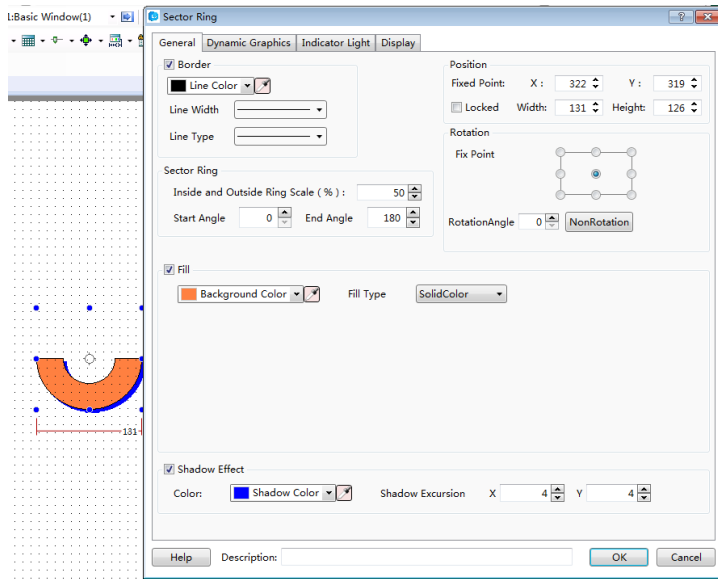 1:Basic Window(1)
Sector Ring
General Dynamic Graphics Indicator Light Display
Border
Line Color
Line Width
Line Type
Position
Fixed Point: X : 322 Y : 319
Locked Width: 131 Height: 126
Rotation
Fix Point
RotationAngle 0 NonRotation
Sector Ring
Inside and Outside Ring Scale ( % ) : 50
Start Angle 0 End Angle 180
Fill
Background Color Fill Type SolidColor
131
Shadow Effect
Color: Shadow Color Shadow Excursion X 4 Y 4
Help Description: OK Cancel